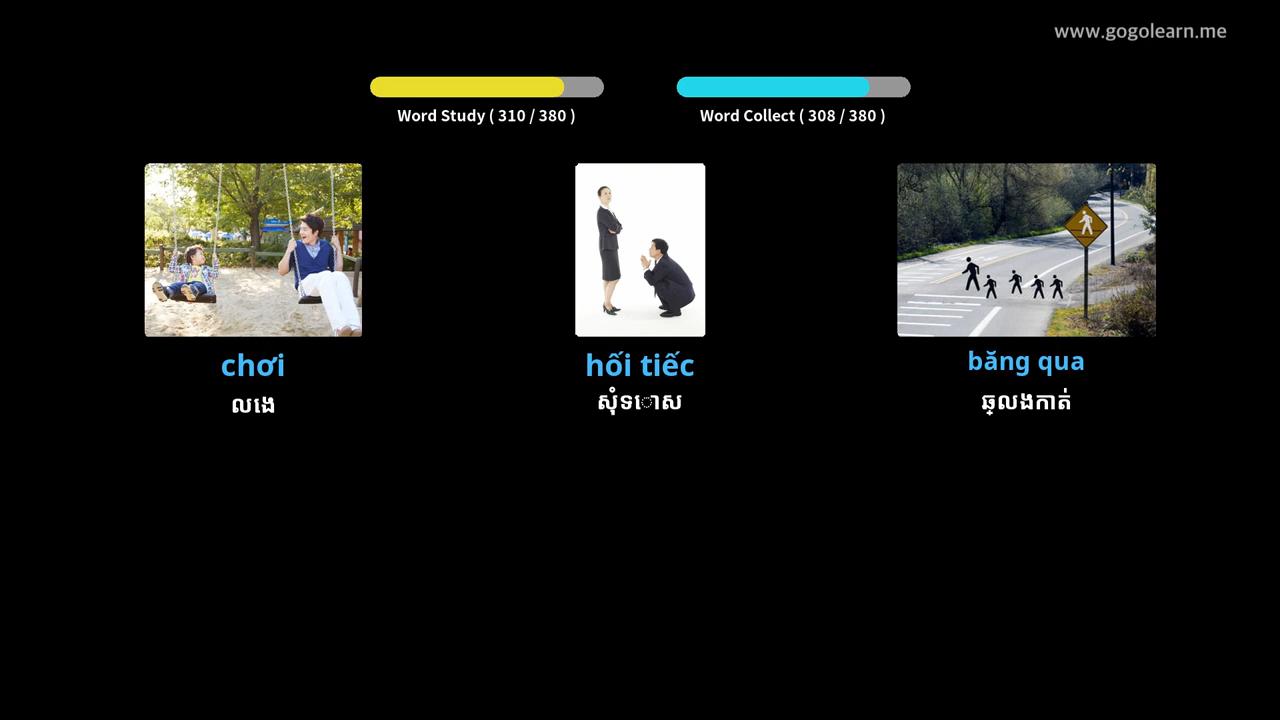 www.gogolearn.me
Word Study ( 310 / 380 )
Word Collect ( 308 / 380 )
chơi
លេង
hối tiếc
សុំទោស
băng qua
ឆ្លងកាត់